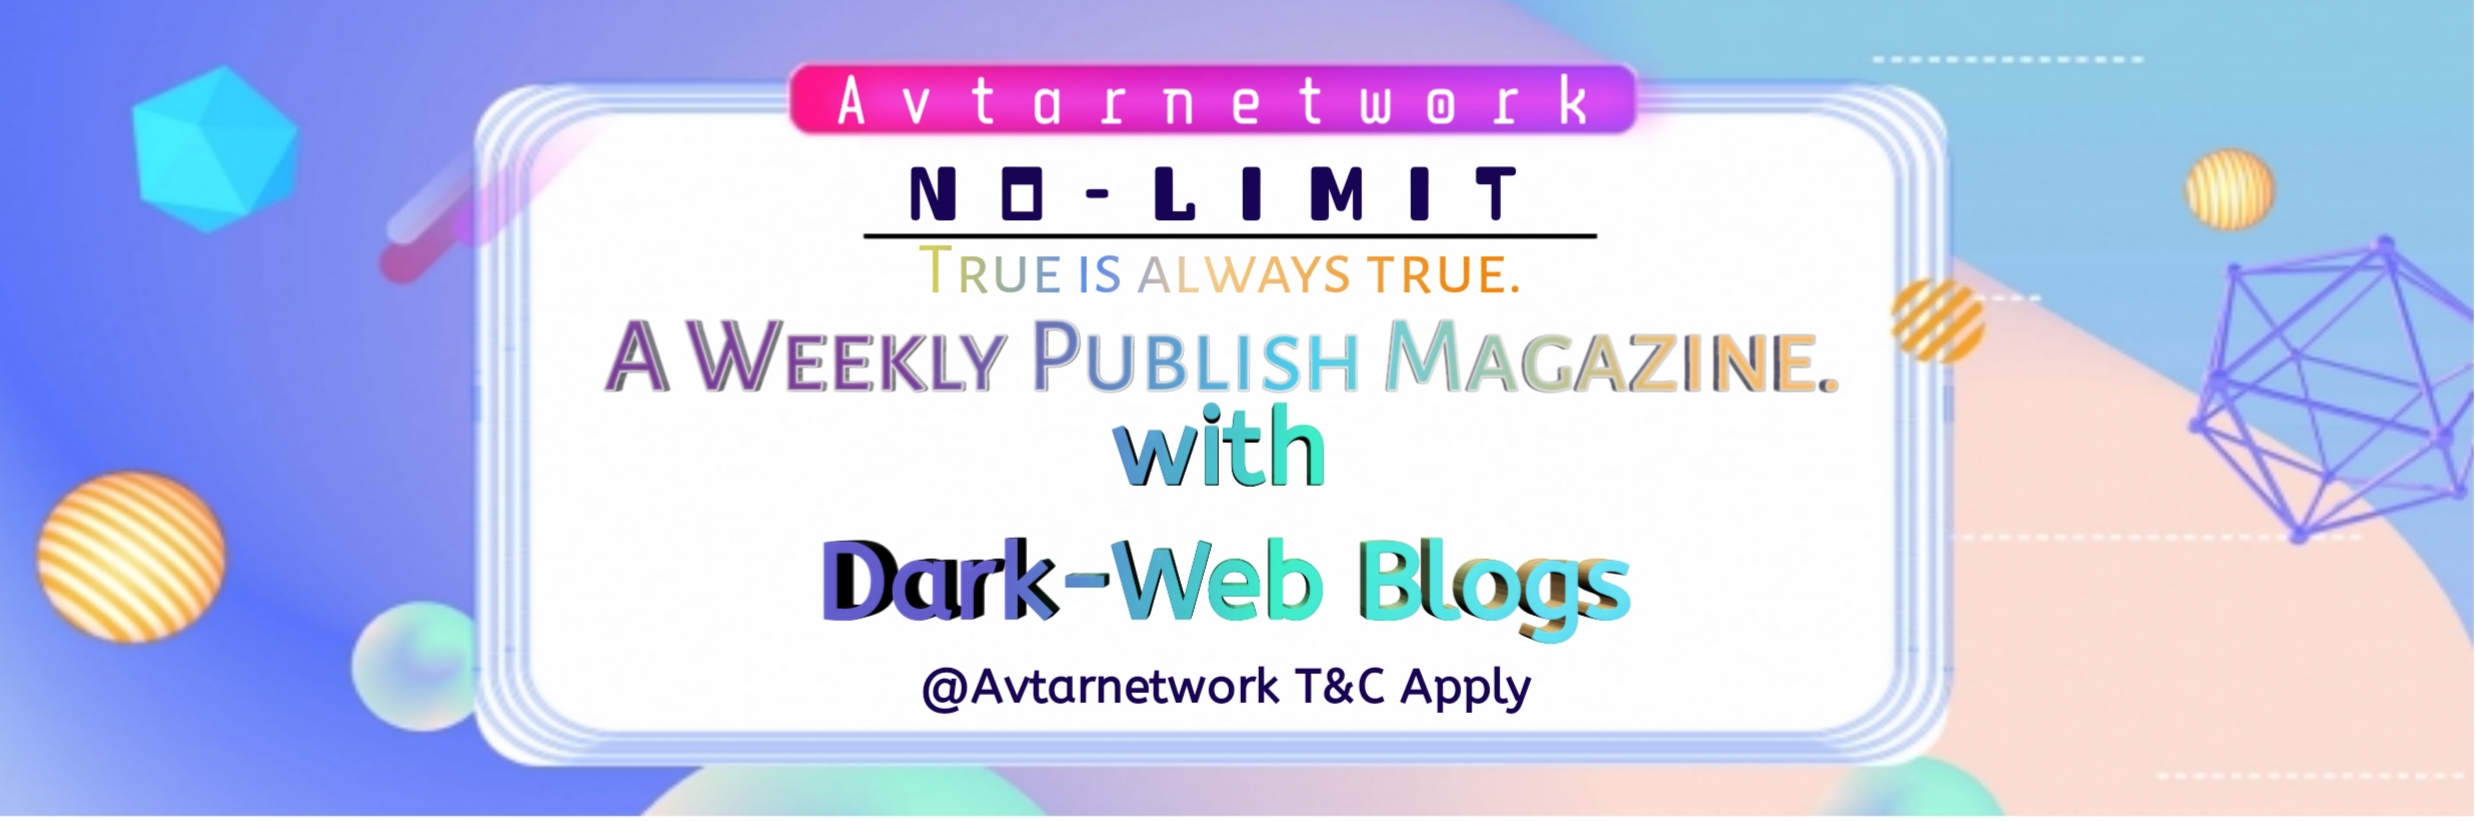 Avtarnetwork
NO-LIMIT
True is always true.
A Weekly Publish Magazine.
with
Dark-Web Blogs
@Avtarnetwork T&C Apply